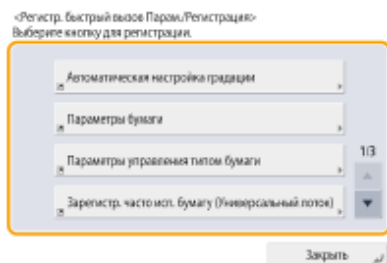 <Регистр. быстрый вызов Парам./Регистрация>
Выберите кнопку для регистрации.
Автоматическая настройка градации
Параметры бумаги
Параметры управления типом бумаги
1/3
Зарегистр. часто исп. бумагу (Универсальный лоток)
Закрыть